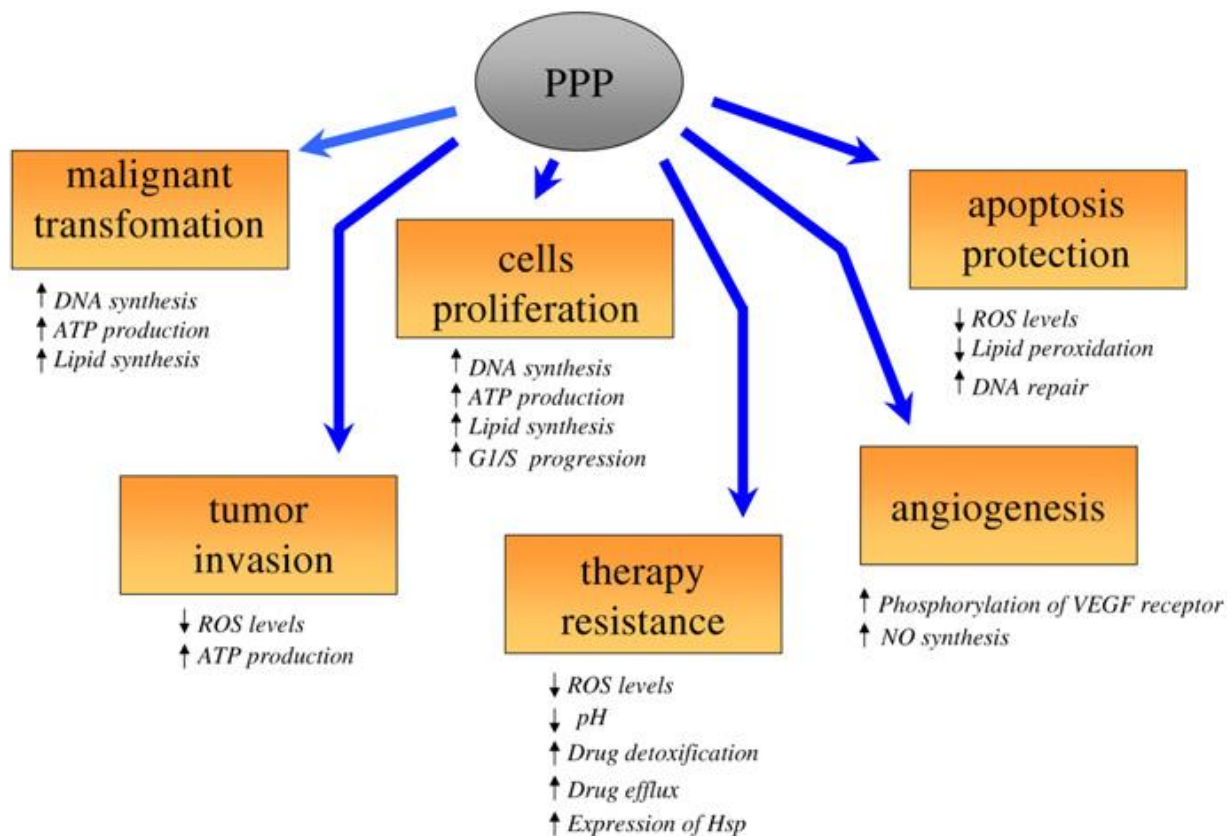 PPP
malignant
transfomation
↑ DNA synthesis
↑ ATP production
↑ Lipid synthesis
tumor
invasion
↓ ROS levels
↑ ATP production
cells
proliferation
↑ DNA synthesis
↑ ATP production
↑ Lipid synthesis
↑ G1/S progression
therapy
resistance
↓ ROS levels
↓ pH
↑ Drug detoxification
↑ Drug efflux
↑ Expression of Hsp
angiogenesis
↑ Phosphorylation of VEGF receptor
↑ NO synthesis
apoptosis
protection
↓ ROS levels
↓ Lipid peroxidation
↑ DNA repair